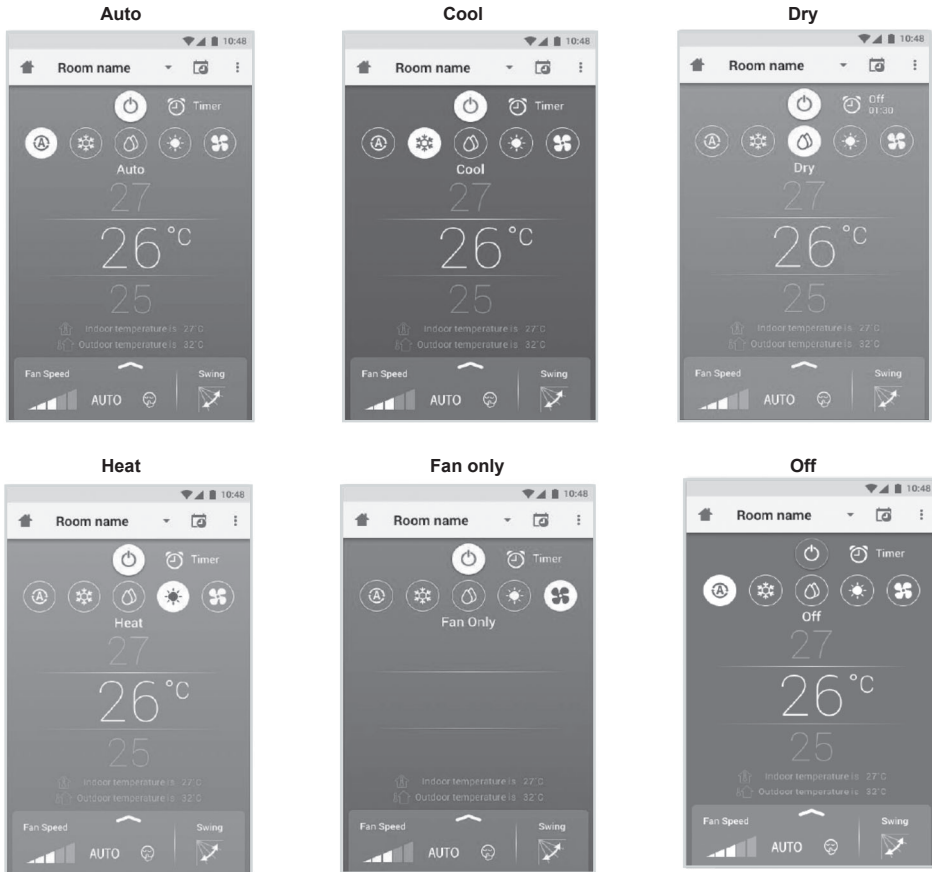 Auto
10:48
Room name
Timer
Auto
27
26°C
25
Indoor temperature is 27°C
Outdoor temperature is 32°C
Fan Speed Swing
AUTO
Cool
10:48
Room name
Timer
Cool
27
26°C
25
Indoor temperature is 27°C
Outdoor temperature is 32°C
Fan Speed Swing
AUTO
Dry
10:48
Room name
Off
01:30
Dry
27
26°C
25
Indoor temperature is 27°C
Outdoor temperature is 32°C
Fan Speed Swing
AUTO
Heat
10:48
Room name
Timer
Heat
27
26°C
25
Indoor temperature is 27°C
Outdoor temperature is 32°C
Fan Speed Swing
AUTO
Fan only
10:48
Room name
Timer
Fan Only
Indoor temperature is 27°C
Outdoor temperature is 32°C
Fan Speed Swing
AUTO
Off
10:48
Room name
Timer
Off
27
26°C
25
Indoor temperature is 27°C
Outdoor temperature is 32°C
Fan Speed Swing
AUTO